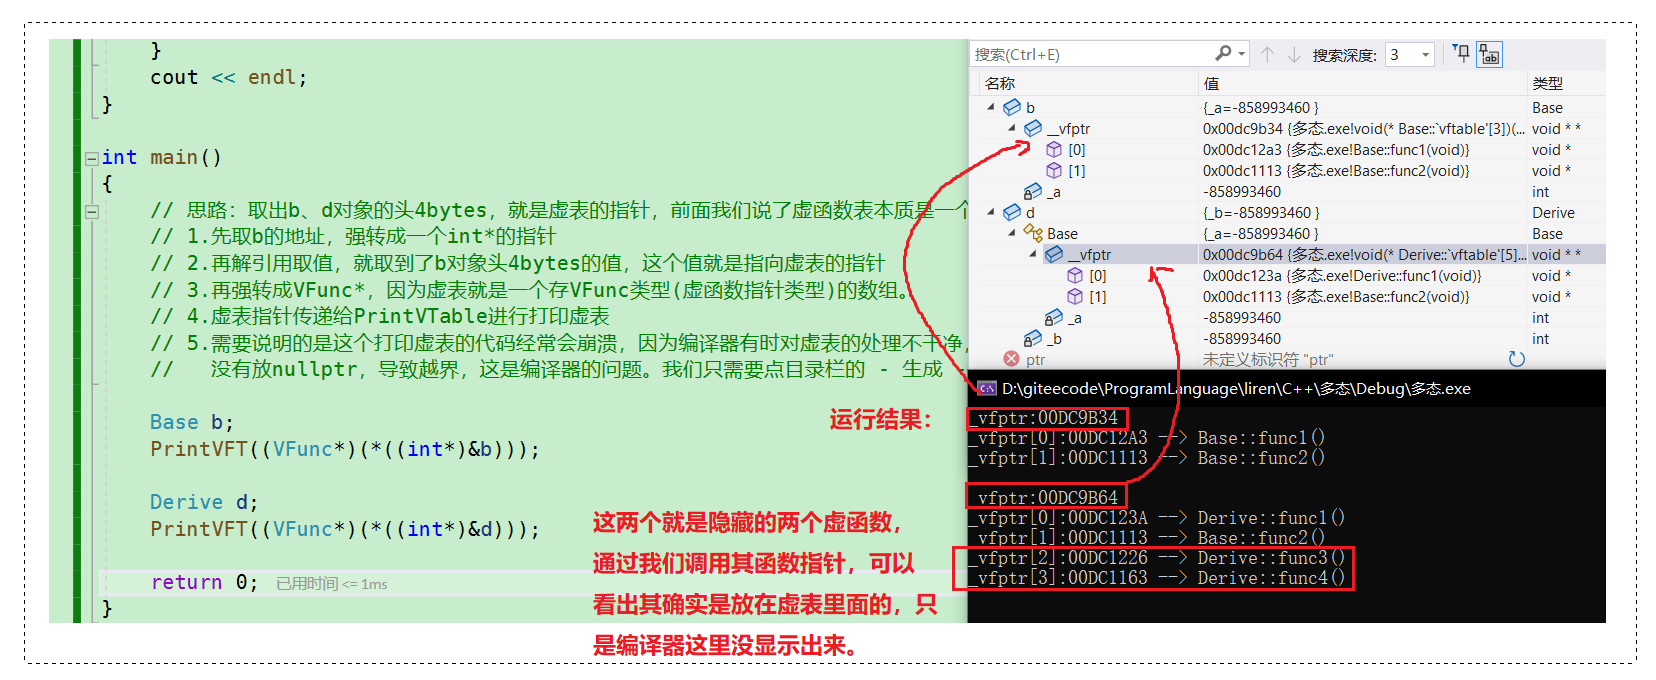 }
cout << endl;
}
int main()
{
// 思路：取出b、d对象的头4bytes，就是虚表的指针，前面我们说了虚函数表本质是一个
// 1.先取b的地址，强转成一个int*的指针
// 2.再解引用取值，就取到了b对象头4bytes的值，这个值就是指向虚表的指针
// 3.再强转成VFunc*，因为虚表就是一个存VFunc类型(虚函数指针类型)的数组。
// 4.虚表指针传递给PrintVTable进行打印虚表
// 5.需要说明的是这个打印虚表的代码经常会崩溃，因为编译器有时对虚表的处理不干净，
// 没有放nullptr，导致越界，这是编译器的问题。我们只需要点目录栏的 - 生成 -
Base b;
PrintVFT((VFunc*)(*((int*)&b)));
Derive d;
PrintVFT((VFunc*)(*((int*)&d)));
return 0; 已用时间 <= 1ms
}
搜索(Ctrl+E) 搜索深度: 3
名称 值 类型
b {_a=-858993460 } Base
__vfptr 0x00dc9b34 {多态.exe!void(* Base::`vftable'[3])(... void * *
[0] 0x00dc12a3 {多态.exe!Base::func1(void)} void *
[1] 0x00dc1113 {多态.exe!Base::func2(void)} void *
_a -858993460 int
d {_b=-858993460 } Derive
Base {_a=-858993460 } Base
__vfptr 0x00dc9b64 {多态.exe!void(* Derive::`vftable'[5]... void * *
[0] 0x00dc123a {多态.exe!Derive::func1(void)} void *
[1] 0x00dc1113 {多态.exe!Base::func2(void)} void *
_a -858993460 int
_b -858993460 int
ptr 未定义标识符 "ptr"
D:\giteecode\ProgramLanguage\liren\C++\多态\Debug\多态.exe
运行结果：
_vfptr:00DC9B34
_vfptr[0]:00DC12A3 --> Base::func1()
_vfptr[1]:00DC1113 --> Base::func2()
_vfptr:00DC9B64
_vfptr[0]:00DC123A --> Derive::func1()
_vfptr[1]:00DC1113 --> Base::func2()
_vfptr[2]:00DC1226 --> Derive::func3()
_vfptr[3]:00DC1163 --> Derive::func4()
这两个就是隐藏的两个虚函数，
通过我们调用其函数指针，可以
看出其确实是放在虚表里面的，只
是编译器这里没显示出来。